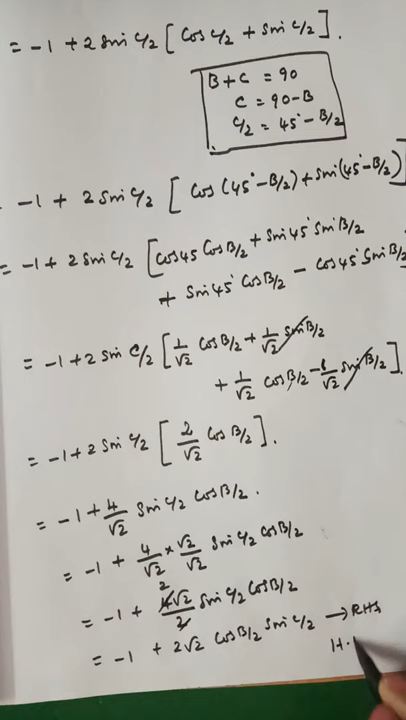 = -1 + 2 Sin C/2 [ Cos C/2 + Sin C/2 ].
B + C = 90
C = 90 - B
C/2 = 45° - B/2
- -1 + 2 Sin C/2 [ Cos (45° - B/2) + Sin (45° - B/2) ]
= -1 + 2 Sin C/2 [ Cos 45 Cos B/2 + Sin 45° Sin B/2
+ Sin 45° Cos B/2 - Cos 45° Sin B/2
= -1 + 2 Sin C/2 [ 1/√2 Cos B/2 + 1/√2 Sin B/2
+ 1/√2 Cos B/2 - 1/√2 Sin B/2 ].
= -1 + 2 Sin C/2 [ 2/√2 Cos B/2 ].
= -1 + 4/√2 Sin C/2 Cos B/2.
= -1 + 4/√2 × √2/√2 Sin C/2 Cos B/2
2
= -1 + 4√2/2 Sin C/2 Cos B/2
= -1 + 2√2 Cos B/2 Sin C/2 → RHS
H.